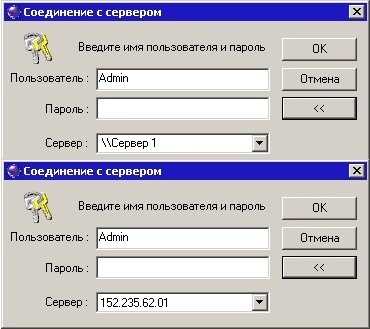 Соединение с сервером
Введите имя пользователя и пароль
OK
Пользователь :
Admin
Отмена
Пароль :
<<
Сервер :
\\Сервер 1
Соединение с сервером
Введите имя пользователя и пароль
OK
Пользователь :
Admin
Отмена
Пароль :
<<
Сервер :
152.235.62.01